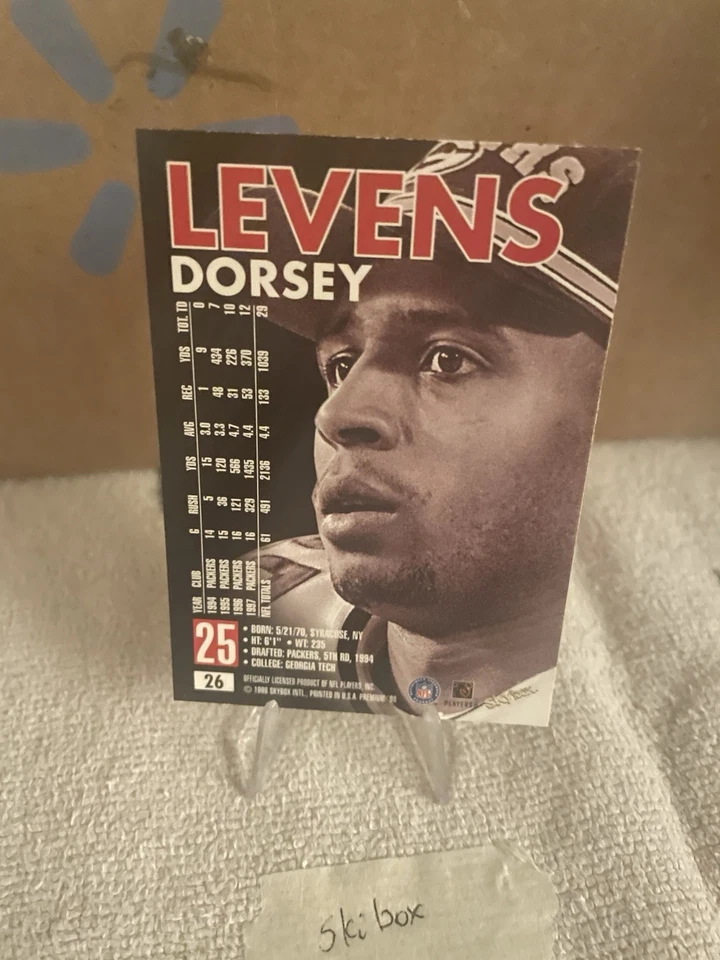 LEVENS
DORSEY
YEAR CLUB G RUSH YDS AVG REC YDS TOT. TD
1994 PACKERS 14 5 15 3.0 1 9 0
1995 PACKERS 15 36 120 3.3 48 434 7
1996 PACKERS 16 121 566 4.7 31 226 10
1997 PACKERS 16 329 1435 4.4 53 370 12
NFL TOTALS 61 491 2136 4.4 133 1039 29
25
• BORN: 5/21/70, SYRACUSE, NY
• HT: 6'1" • WT: 235
• DRAFTED: PACKERS, 5TH RD, 1994
• COLLEGE: GEORGIA TECH
26
OFFICIALLY LICENSED PRODUCT OF NFL PLAYERS, INC.
© 1998 SKYBOX INTL., PRINTED IN U.S.A. PREMIUM '98
NFL
PLAYERS
ski box